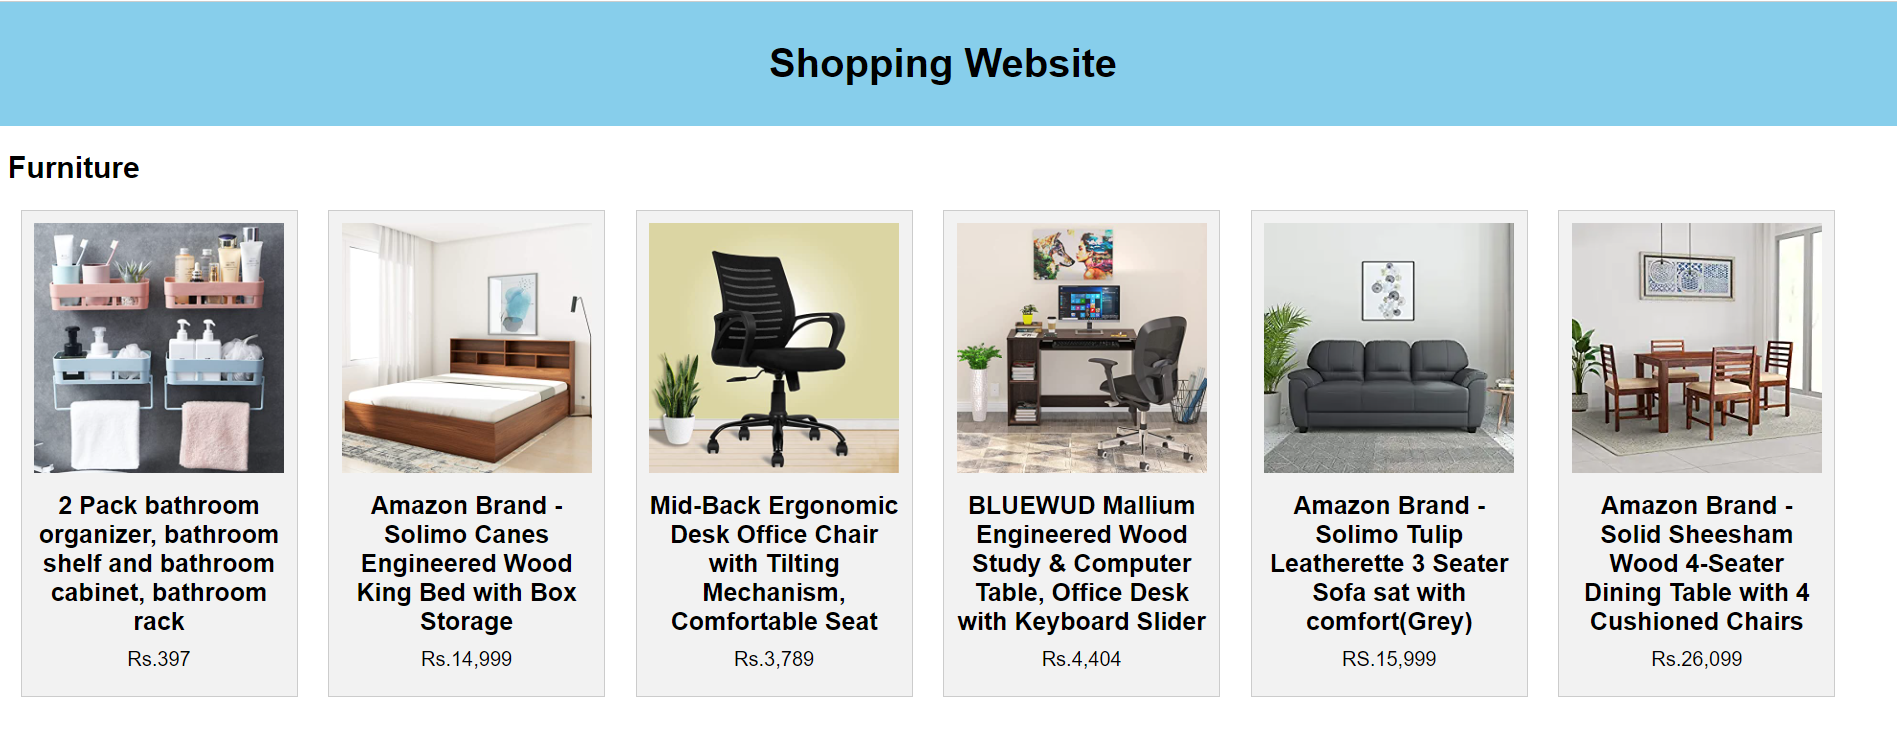 Shopping Website
Furniture
2 Pack bathroom
organizer, bathroom
shelf and bathroom
cabinet, bathroom
rack
Rs.397
Amazon Brand -
Solimo Canes
Engineered Wood
King Bed with Box
Storage
Rs.14,999
Mid-Back Ergonomic
Desk Office Chair
with Tilting
Mechanism,
Comfortable Seat
Rs.3,789
BLUEWUD Mallium
Engineered Wood
Study & Computer
Table, Office Desk
with Keyboard Slider
Rs.4,404
Amazon Brand -
Solimo Tulip
Leatherette 3 Seater
Sofa sat with
comfort(Grey)
RS.15,999
Amazon Brand -
Solid Sheesham
Wood 4-Seater
Dining Table with 4
Cushioned Chairs
Rs.26,099